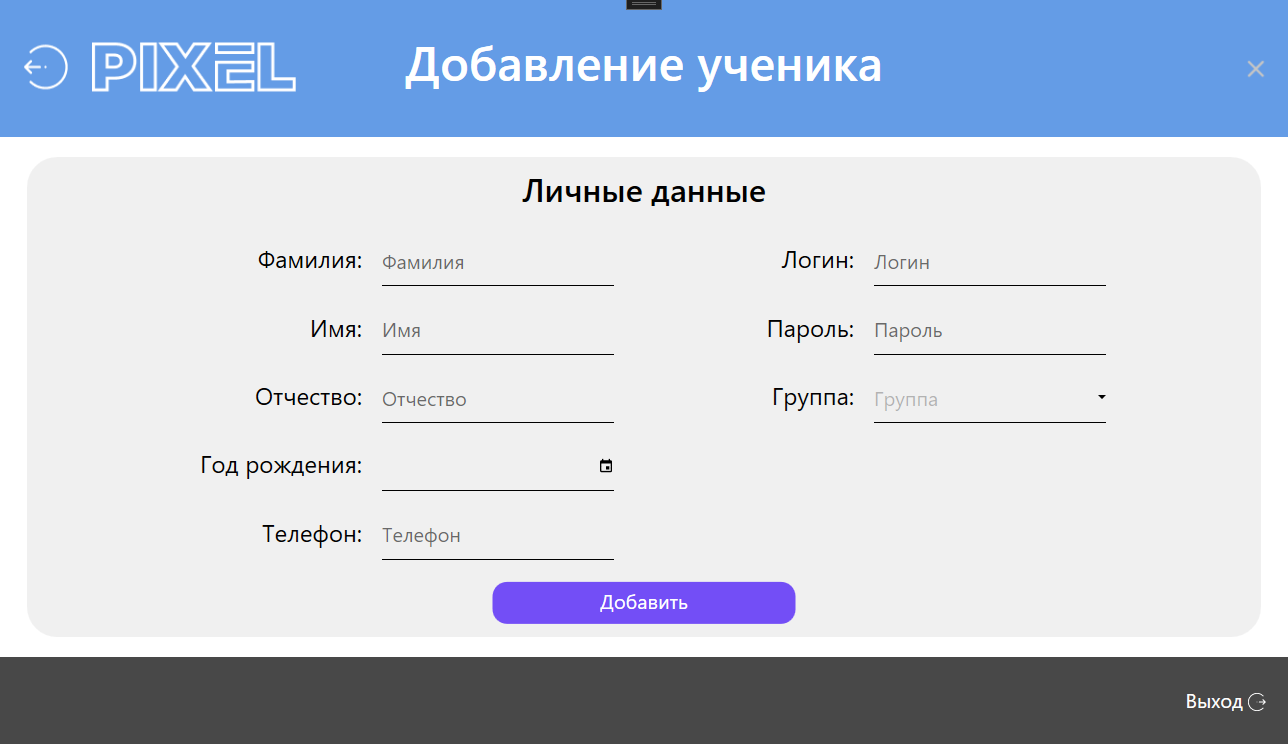 PIXEL
Добавление ученика
Личные данные
Фамилия: Фамилия
Логин: Логин
Имя: Имя
Пароль: Пароль
Отчество: Отчество
Группа: Группа
Год рождения:
Телефон: Телефон
Добавить
Выход